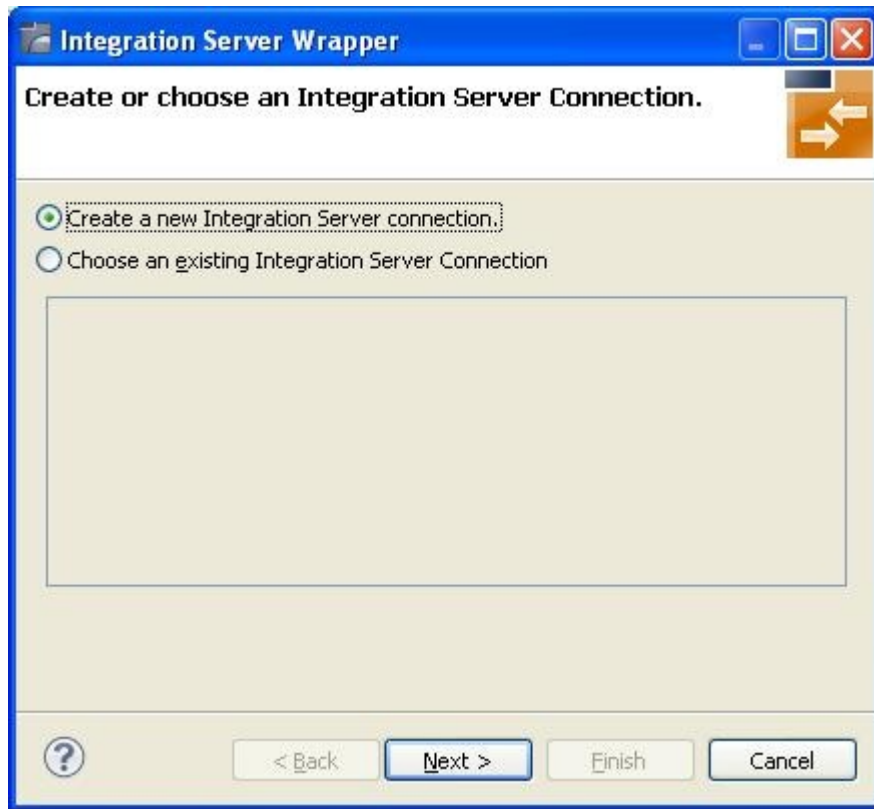 Integration Server Wrapper
Create or choose an Integration Server Connection.
Create a new Integration Server connection.
Choose an existing Integration Server Connection
?
< Back Next > Finish Cancel